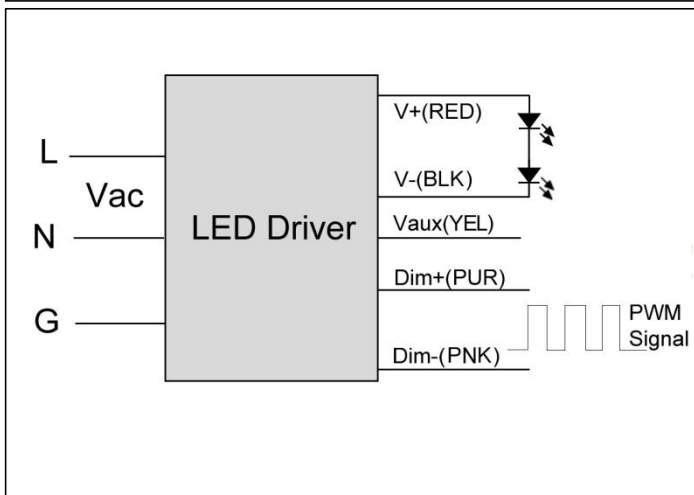 L
Vac
N
G
LED Driver
V+(RED)
V-(BLK)
Vaux(YEL)
Dim+(PUR)
Dim-(PNK)
PWM
Signal